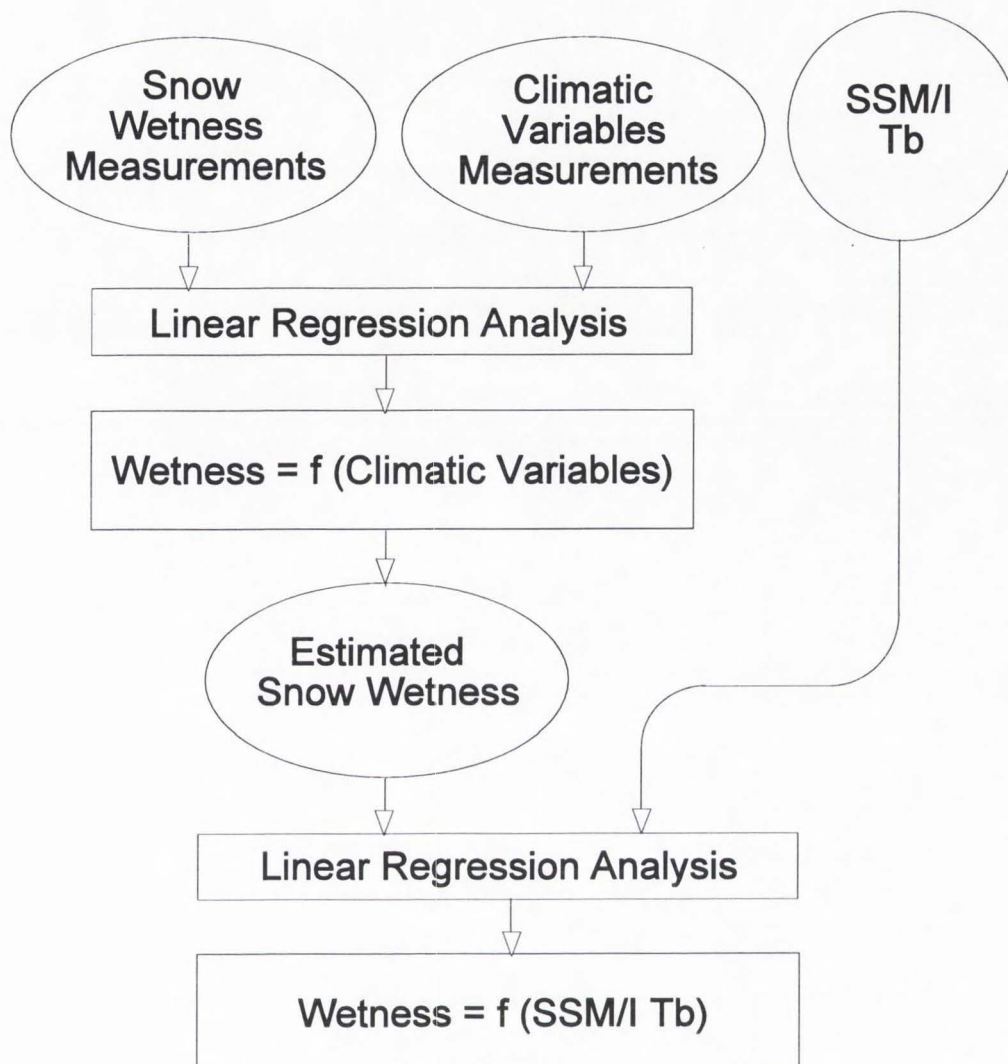 Snow
Wetness
Measurements
Climatic
Variables
Measurements
SSM/I
Tb
Linear Regression Analysis
Wetness = f (Climatic Variables)
Estimated
Snow Wetness
Linear Regression Analysis
Wetness = f (SSM/I Tb)